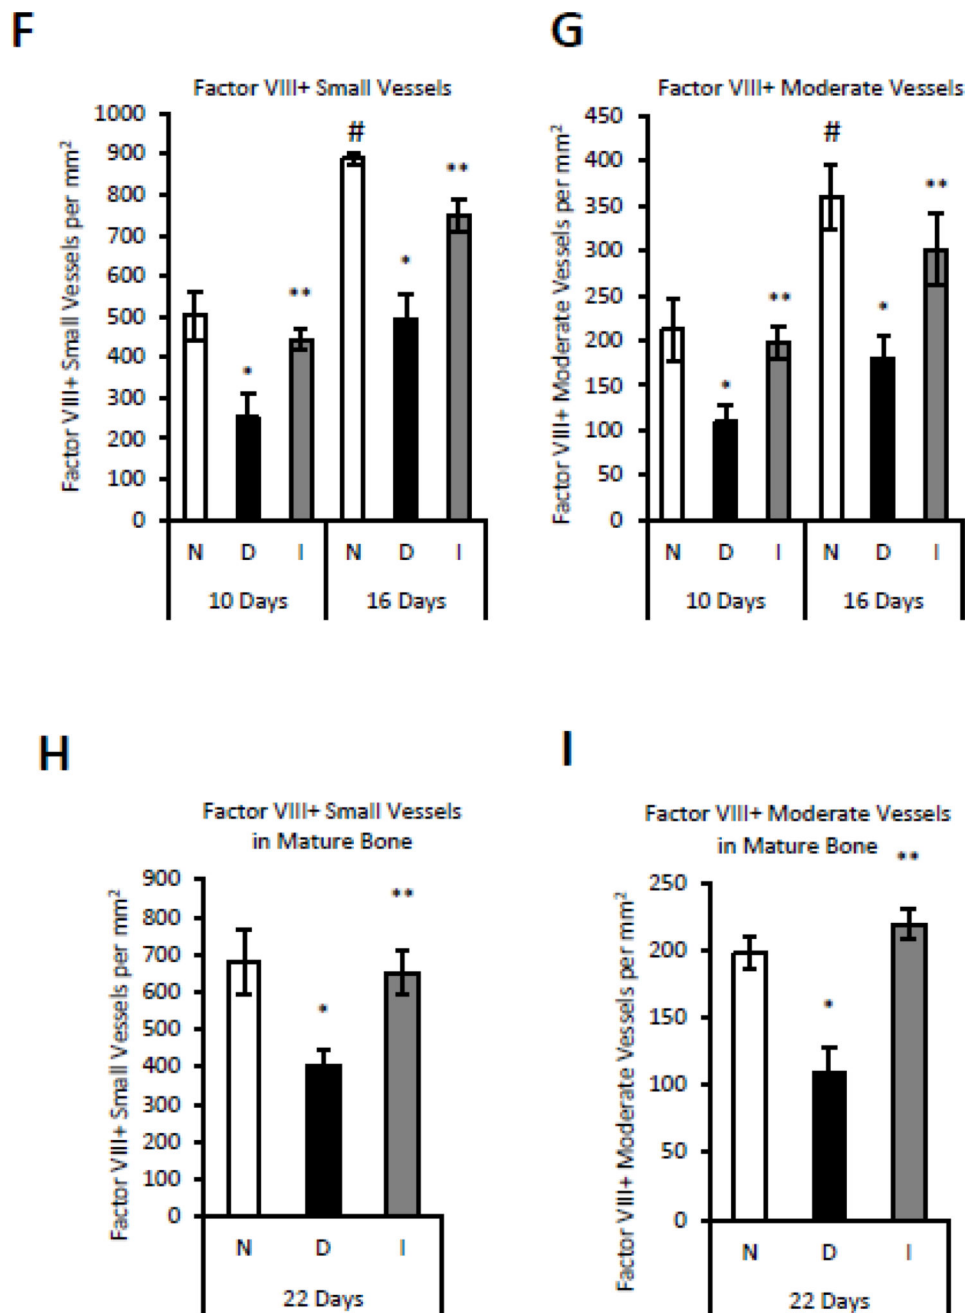 F
Factor VIII+ Small Vessels
Factor VIII+ Small Vessels per mm²
1000
900
800
700
600
500
400
300
200
100
0
*
**
#
*
**
N D I N D I
10 Days 16 Days
G
Factor VIII+ Moderate Vessels
Factor VIII+ Moderate Vessels per mm²
450
400
350
300
250
200
150
100
50
0
*
**
#
*
**
N D I N D I
10 Days 16 Days
H
Factor VIII+ Small Vessels
in Mature Bone
Factor VIII+ Small Vessels per mm²
900
800
700
600
500
400
300
200
100
0
*
**
N D I
22 Days
I
Factor VIII+ Moderate Vessels
in Mature Bone
Factor VIII+ Moderate Vessels per mm²
250
200
150
100
50
0
*
**
N D I
22 Days